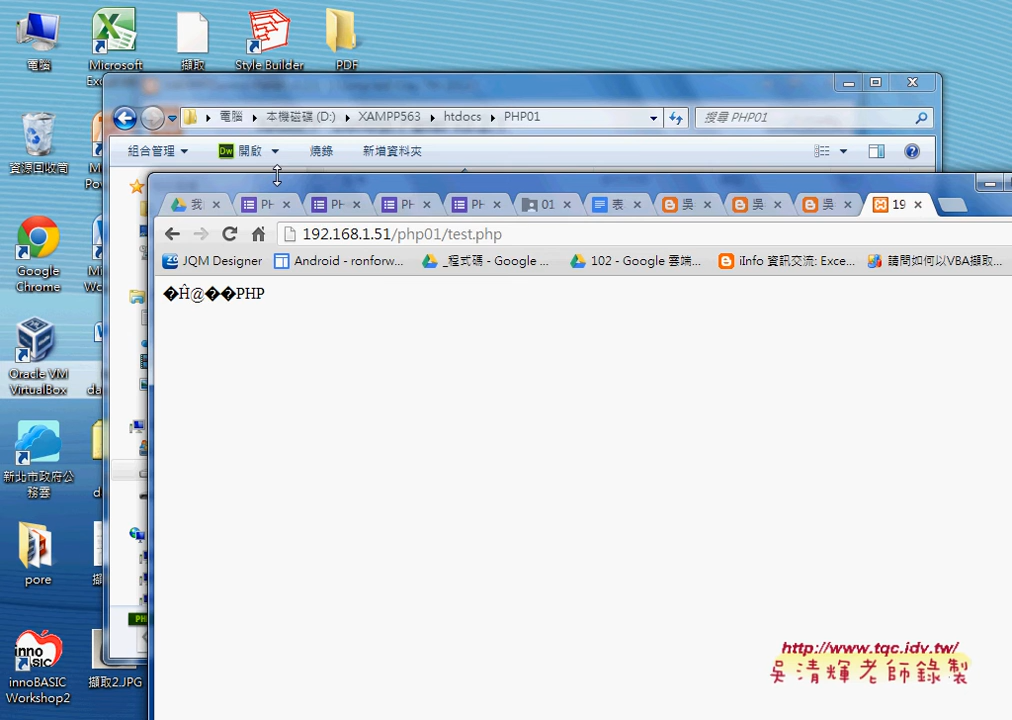 電腦
Microsoft
擷取
Style Builder
PDF
電腦 本機磁碟 (D:) XAMPP563 htdocs PHP01
搜尋 PHP01
組合管理 開啟 燒錄 新增資料夾
資源回收筒
我 PH PH PH PH 01 表 吳 吳 吳 19
192.168.1.51/php01/test.php
JQM Designer Android - ronforw... _程式碼 - Google ... 102 - Google 雲端... iInfo 資訊交流: Exce... 請問如何以VBA擷取...
�Ĥ@��PHP
Google
Chrome
Oracle VM
VirtualBox
新北市政府公
務雲
pore
innoBASIC
Workshop2
擷取2.JPG
http://www.tqc.idv.tw/
吳清輝老師錄製